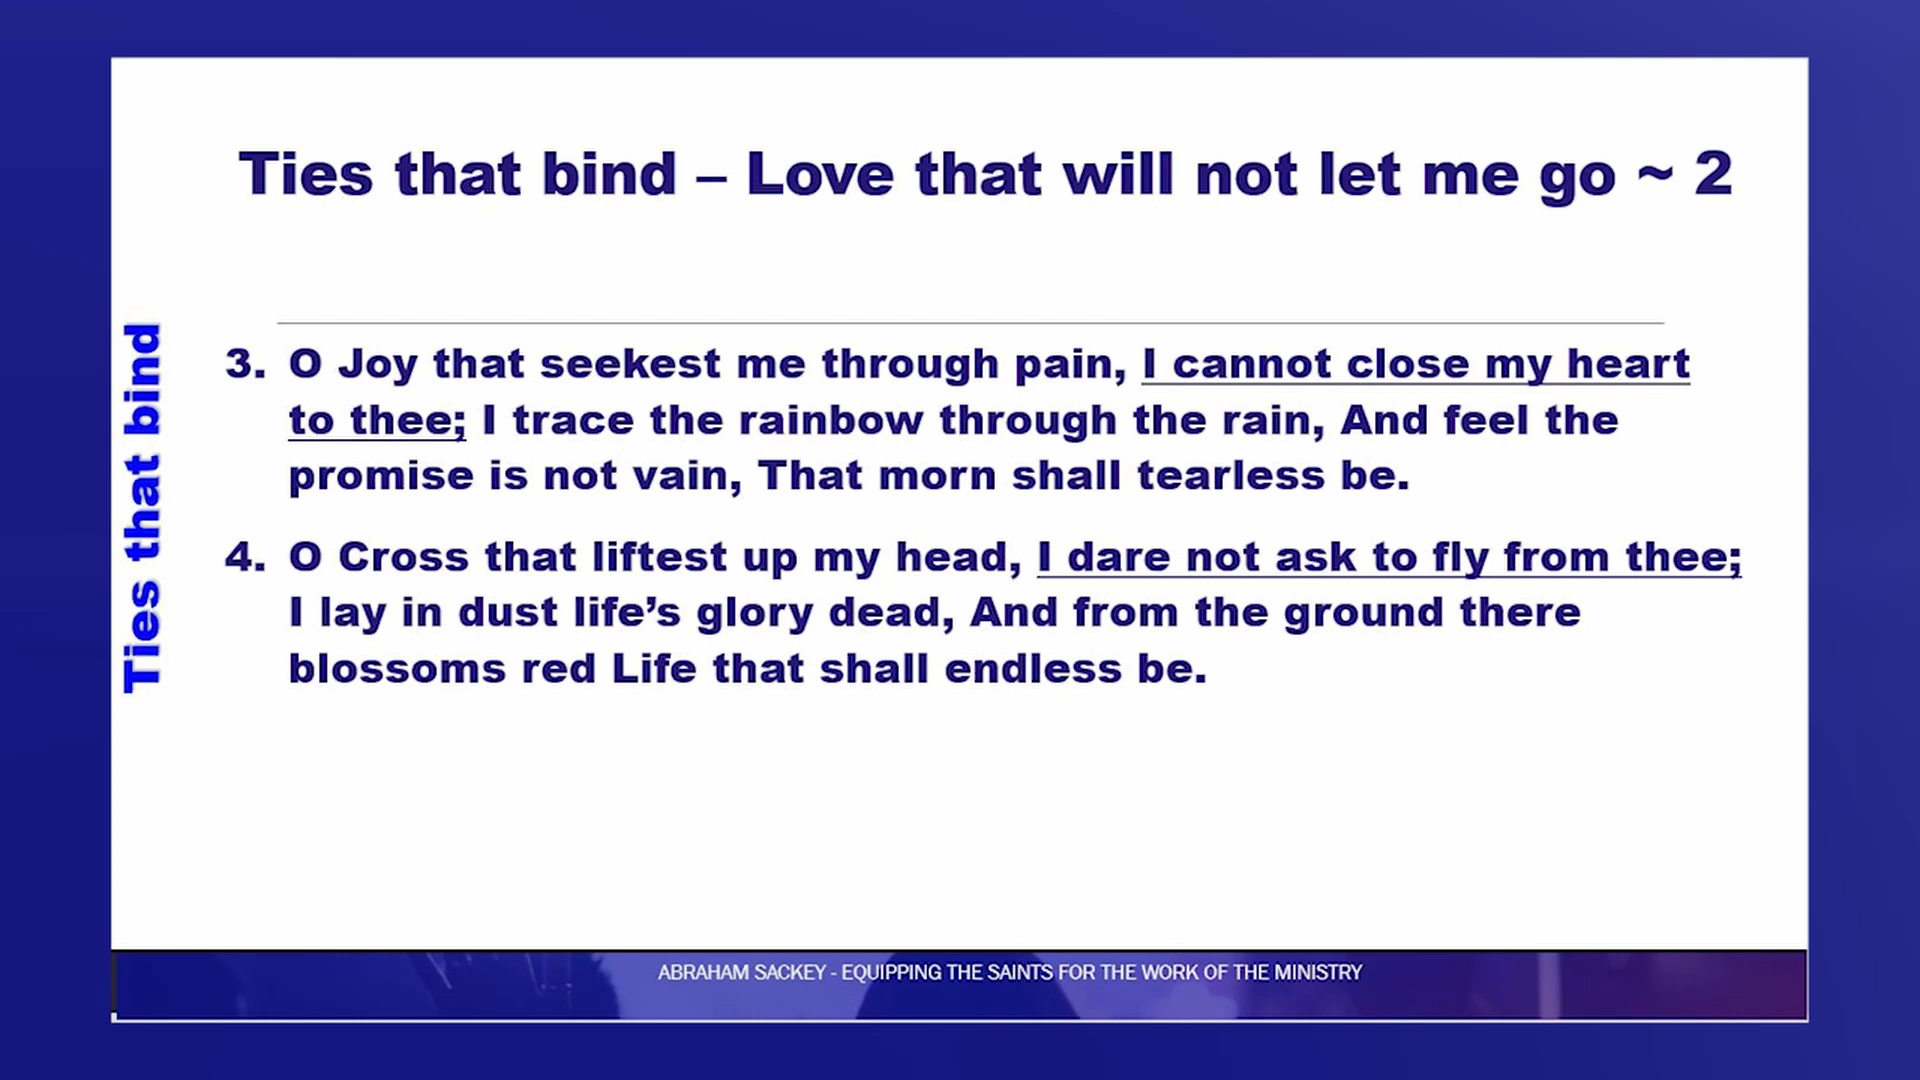 Ties that bind – Love that will not let me go ~ 2
Ties that bind
3. O Joy that seekest me through pain, I cannot close my heart
to thee; I trace the rainbow through the rain, And feel the
promise is not vain, That morn shall tearless be.
4. O Cross that liftest up my head, I dare not ask to fly from thee;
I lay in dust life’s glory dead, And from the ground there
blossoms red Life that shall endless be.
ABRAHAM SACKEY - EQUIPPING THE SAINTS FOR THE WORK OF THE MINISTRY